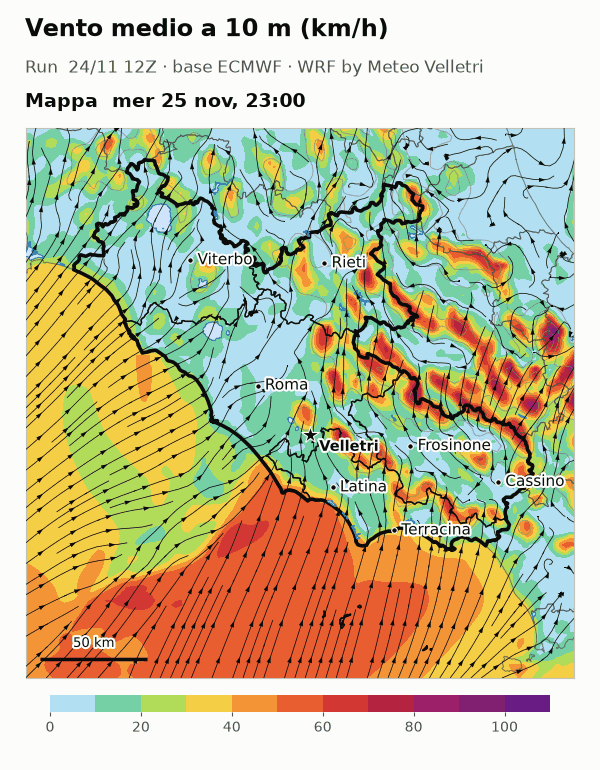 Vento medio a 10 m (km/h)
Run  24/11 12Z · base ECMWF · WRF by Meteo Velletri
Mappa  mer 25 nov, 23:00
Viterbo
Rieti
Roma
Velletri
Frosinone
Cassino
Latina
Terracina
50 km
0 20 40 60 80 100